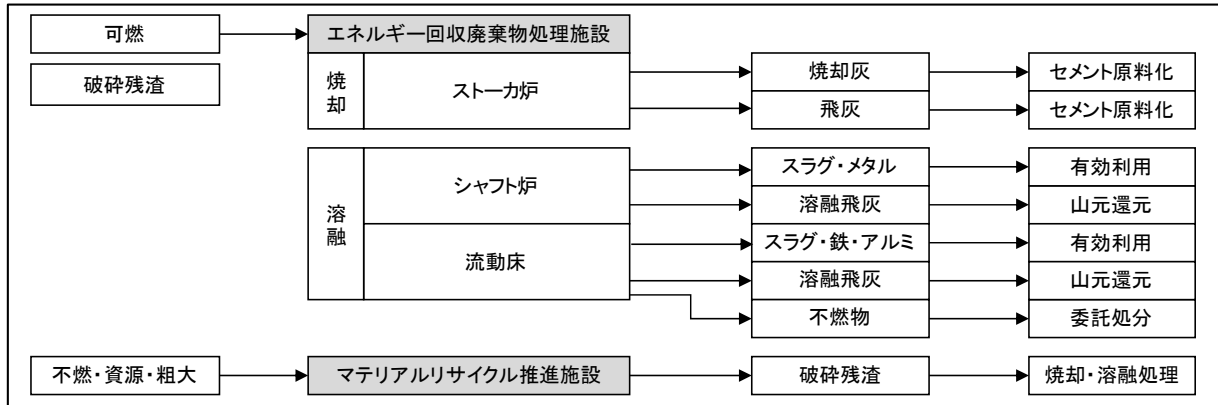 可燃
エネルギー回収廃棄物処理施設
破砕残渣
焼却
ストーカ炉
焼却灰
セメント原料化
飛灰
セメント原料化
溶融
シャフト炉
スラグ・メタル
有効利用
溶融飛灰
山元還元
流動床
スラグ・鉄・アルミ
有効利用
溶融飛灰
山元還元
不燃物
委託処分
不燃・資源・粗大
マテリアルリサイクル推進施設
破砕残渣
焼却・溶融処理